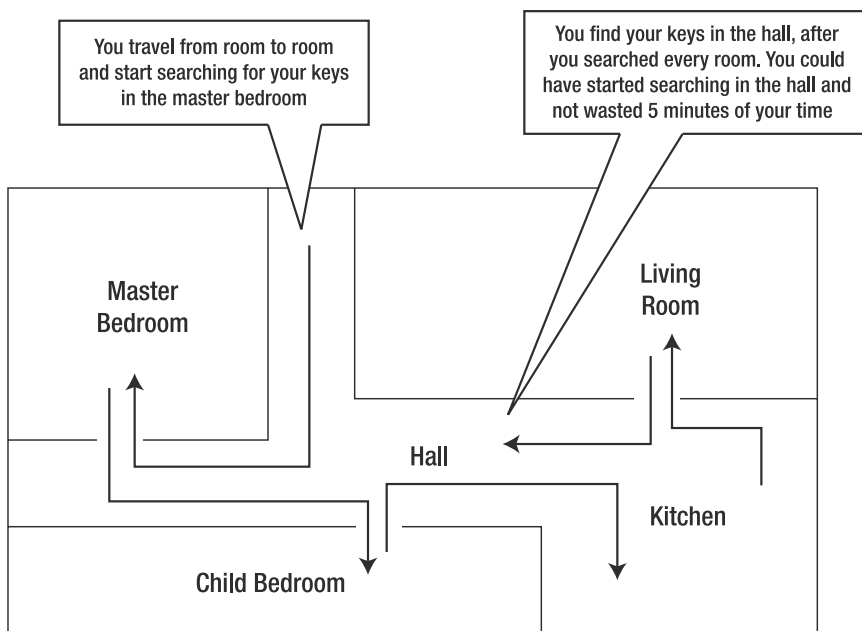 You travel from room to room
and start searching for your keys
in the master bedroom
You find your keys in the hall, after
you searched every room. You could
have started searching in the hall and
not wasted 5 minutes of your time
Master
Bedroom
Living
Room
Hall
Kitchen
Child Bedroom